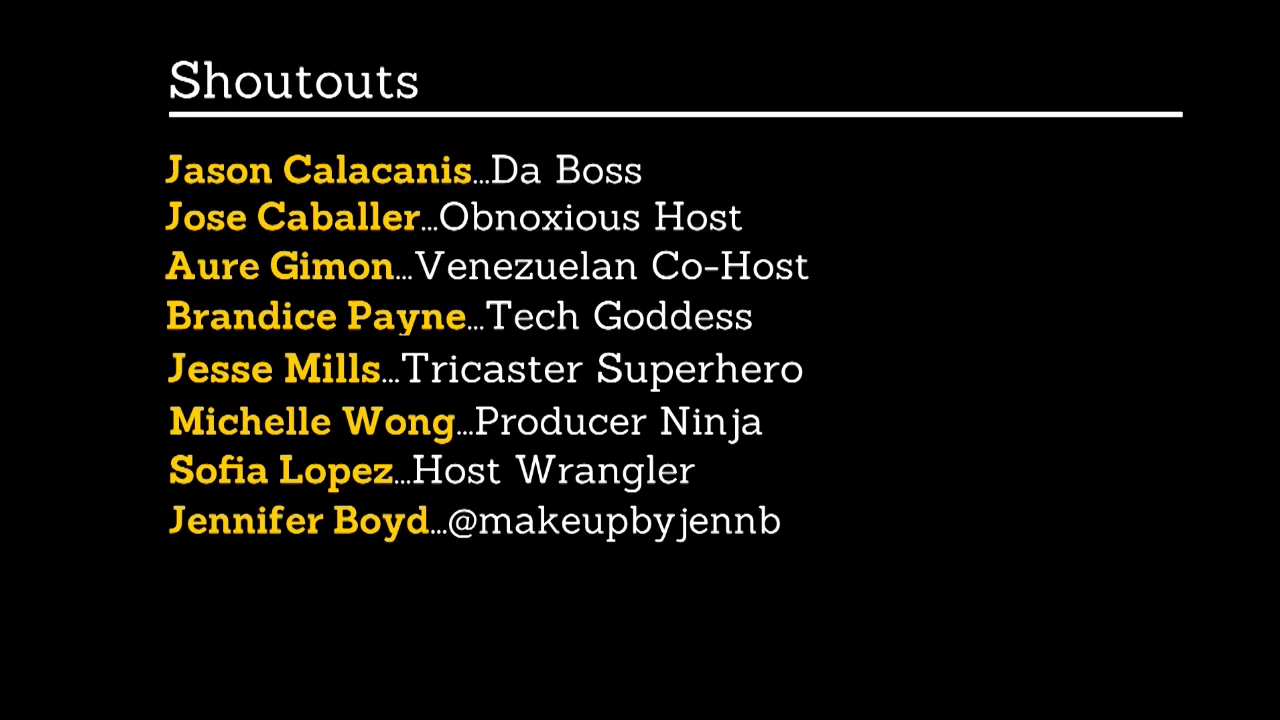 Shoutouts
Jason Calacanis...Da Boss
Jose Caballer...Obnoxious Host
Aure Gimon...Venezuelan Co-Host
Brandice Payne...Tech Goddess
Jesse Mills...Tricaster Superhero
Michelle Wong...Producer Ninja
Sofia Lopez...Host Wrangler
Jennifer Boyd...@makeupbyjennb